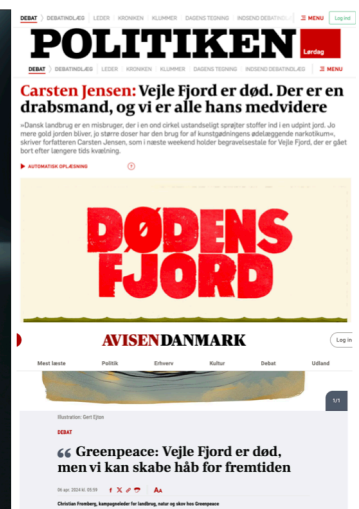 DEBAT DEBATINDLÆG LEDER KRONIKEN KLUMMER DAGENS TEGNING INDSEND DEBATINDLÆG MENU Log ind
POLITIKEN
Lørdag
DEBAT DEBATINDLÆG LEDER KRONIKEN KLUMMER DAGENS TEGNING INDSEND DEBATINDLÆG MENU
Carsten Jensen: Vejle Fjord er død. Der er en
drabsmand, og vi er alle hans medvidere
»Dansk landbrug er en misbruger, der i en ond cirkel ustandseligt sprøjter stoffer ind i en udpint jord. Jo
mere gold jorden bliver, jo større doser har den brug for af kunstgødningens ødelæggende narkotikum«,
skriver forfatteren Carsten Jensen, som i næste weekend holder begravelsestale for Vejle Fjord, der er gået
bort efter længere tids kvælning.
AUTOMATISK OPLÆSNING
DØDENS
FJORD
AVISENDANMARK
Log in
Mest læste Politik Erhverv Kultur Debat Udland
1/1
Illustration: Gert Ejton
DEBAT
“ Greenpeace: Vejle Fjord er død,
men vi kan skabe håb for fremtiden
06 apr. 2024 kl. 05:59 AA
Christian Fromberg, kampagneleder for landbrug, natur og skov hos Greenpeace